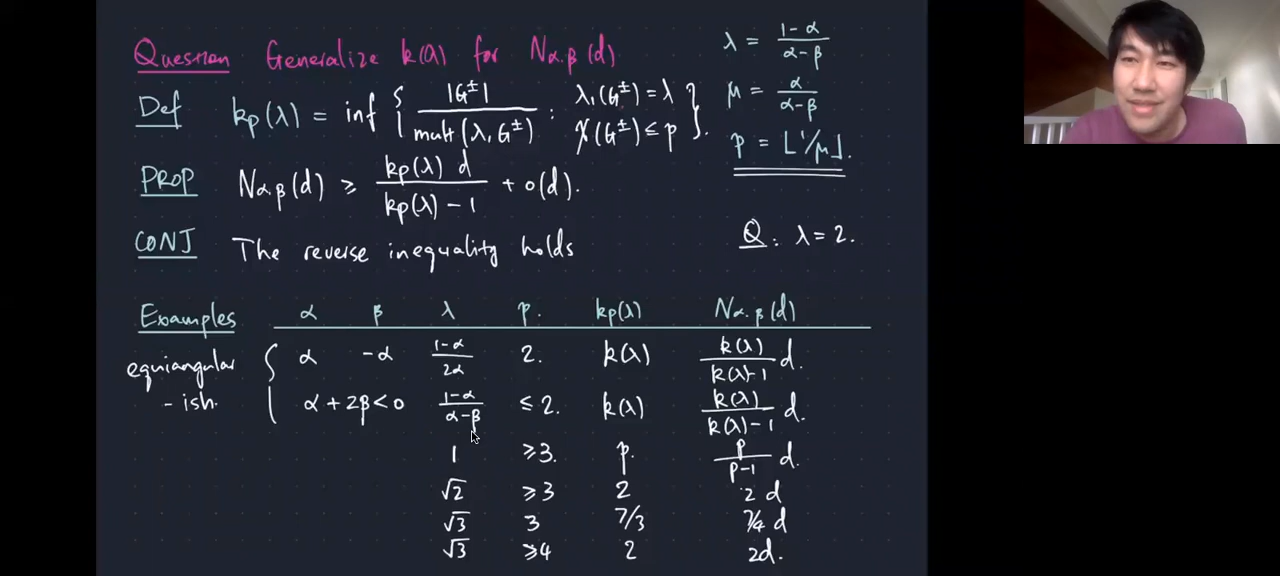 Question Generalize k(λ) for Nα,β(d)
λ = 1-α / α-β
Def kp(λ) = inf { |G±| / mult(λ, G±) : λ₁(G±) = λ χ(G±) ≤ p }.
μ = α / α-β
p = ⌊1/μ⌋.
PROP Nα,β(d) ≥ kp(λ) d / kp(λ) - 1 + o(d).
CONJ The reverse inequality holds
Q: λ = 2.
Examples α β λ p. kp(λ) Nα,β(d)
equiangular -ish. { α -α 1-α / 2α 2. k(λ) k(λ) / k(λ)-1 d.
α + 2β < 0 1-α / α-β ≤ 2. k(λ) k(λ) / k(λ)-1 d.
1 ≥3. p. p / p-1 d.
√2 ≥3 2 2 d
√3 3 7/3 7/4 d
√3 ≥4 2 2d.